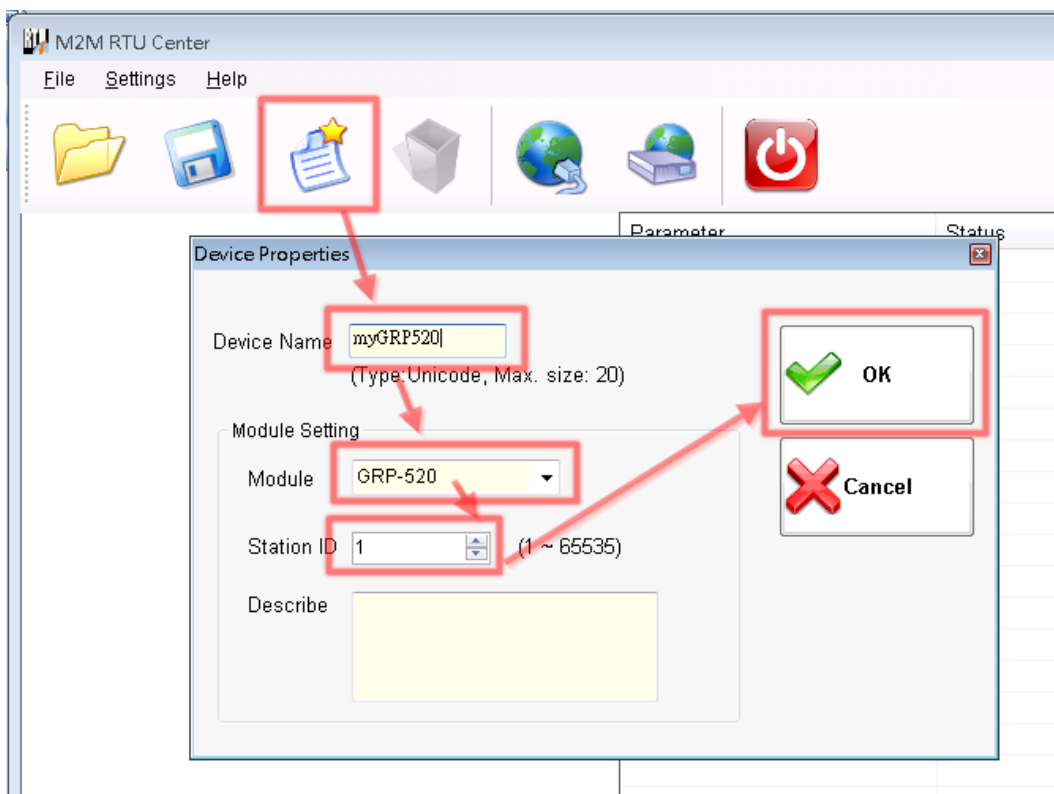 M2M RTU Center
File Settings Help
Parameter Status
Device Properties
Device Name myGRP520
(Type:Unicode, Max. size: 20)
OK
Module Setting
Module GRP-520
Cancel
Station ID 1 (1 ~ 65535)
Describe